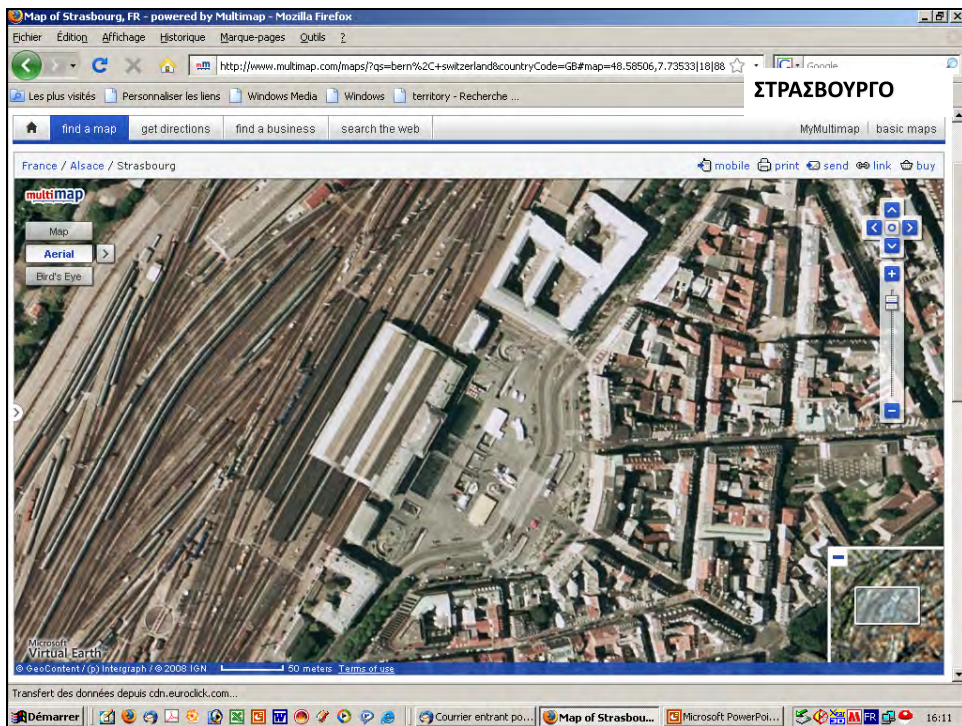 Map of Strasbourg, FR - powered by Multimap - Mozilla Firefox
Fichier Édition Affichage Historique Marque-pages Outils ?
http://www.multimap.com/maps/?qs=bern%2C+switzerland&countryCode=GB#map=48.58506,7.73533|18|8& Google
Les plus visités Personnaliser les liens Windows Media Windows territory - Recherche ...
ΣΤΡΑΣΒΟΥΡΓΟ
find a map get directions find a business search the web MyMultimap basic maps
France / Alsace / Strasbourg mobile print send link buy
multimap
Map
Aerial
Bird's Eye
Microsoft
Virtual Earth
© GeoContent / (p) Intergraph / © 2008 IGN 50 meters Terms of use
Transfert des données depuis cdn.euroclick.com...
Démarrer Courrier entrant po... Map of Strasbou... Microsoft PowerPoi... FR 16:11